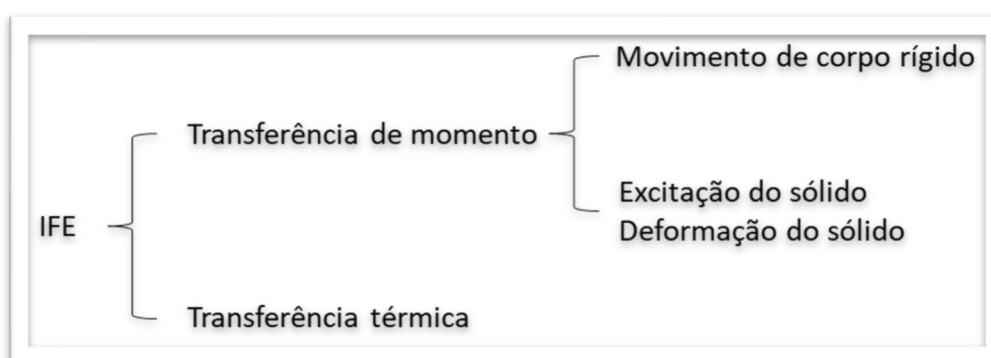 Movimento de corpo rígido
Transferência de momento
Excitação do sólido
Deformação do sólido
IFE
Transferência térmica